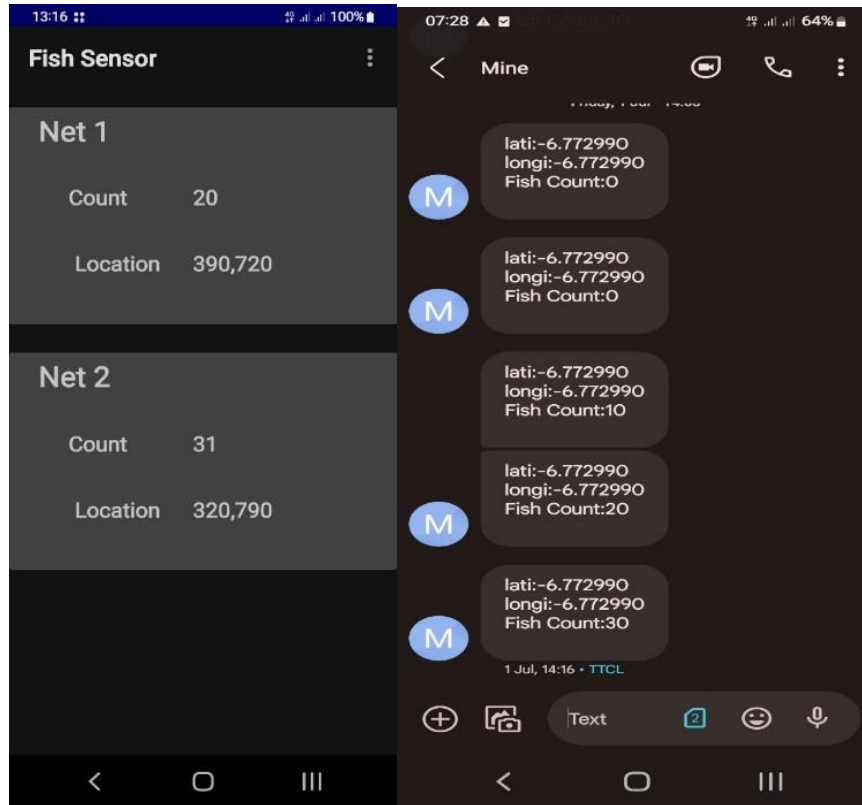 13:16 4G 100%
Fish Sensor
Net 1
Count 20
Location 390,720
Net 2
Count 31
Location 320,790
07:28 4G 64%
Mine
lati:-6.772990
longi:-6.772990
Fish Count:0
M
lati:-6.772990
longi:-6.772990
Fish Count:0
M
lati:-6.772990
longi:-6.772990
Fish Count:10
lati:-6.772990
longi:-6.772990
Fish Count:20
M
lati:-6.772990
longi:-6.772990
Fish Count:30
M
1 Jul, 14:16 • TTCL
Text 2